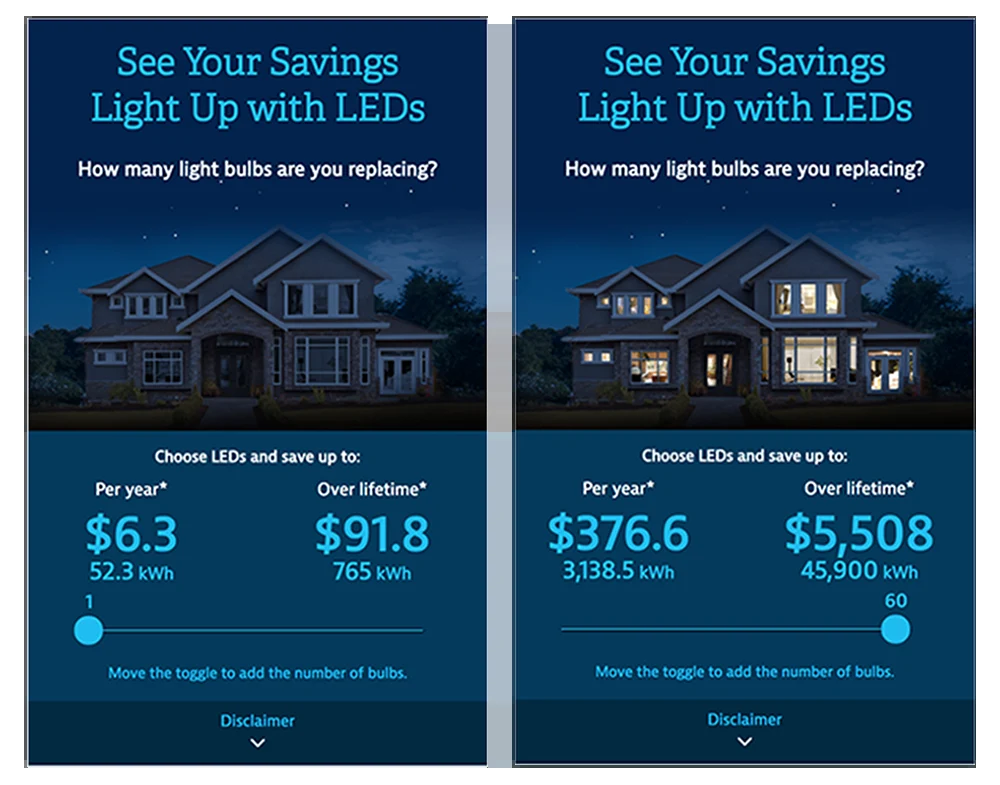 See Your Savings
Light Up with LEDs
How many light bulbs are you replacing?
Choose LEDs and save up to:
Per year* Over lifetime*
$6.3 $91.8
52.3 kWh 765 kWh
1
Move the toggle to add the number of bulbs.
Disclaimer
See Your Savings
Light Up with LEDs
How many light bulbs are you replacing?
Choose LEDs and save up to:
Per year* Over lifetime*
$376.6 $5,508
3,138.5 kWh 45,900 kWh
60
Move the toggle to add the number of bulbs.
Disclaimer